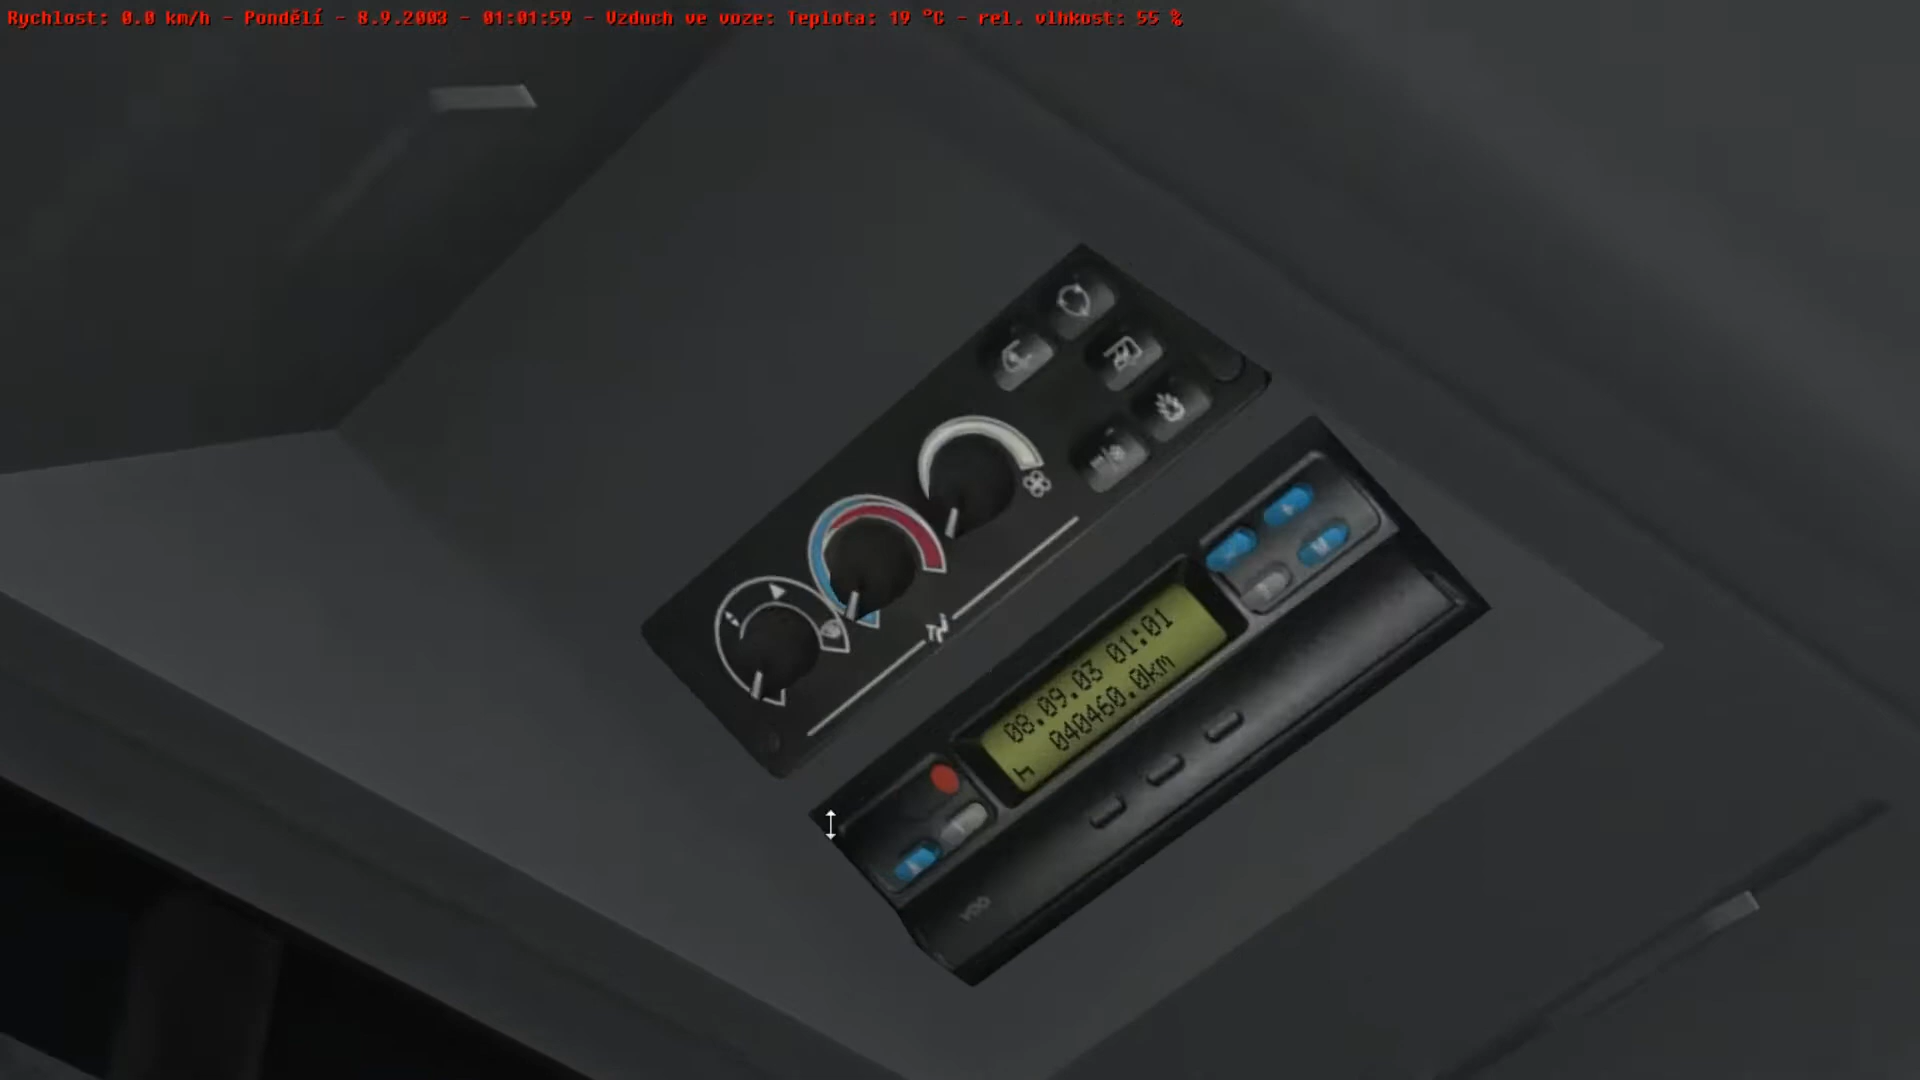 Rychlost: 0.0 km/h - Pondělí - 8.9.2003 - 01:01:59 - Vzduch ve voze: Teplota: 19 °C - rel. vlhkost: 55 %
08.09.03 01:01
040460.0km
VDO